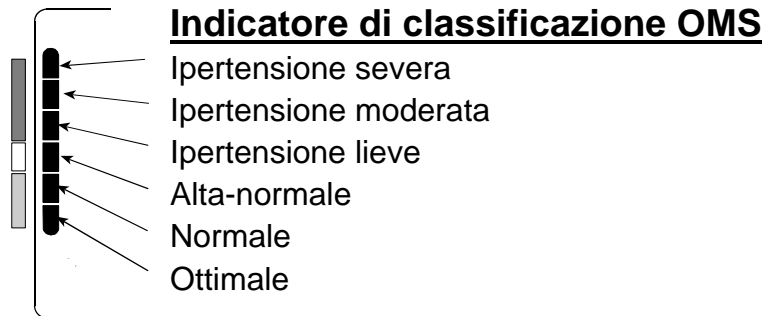 Indicatore di classificazione OMS
Ipertensione severa
Ipertensione moderata
Ipertensione lieve
Alta-normale
Normale
Ottimale